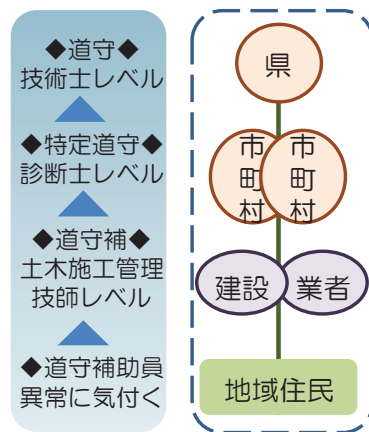 ◆道守◆
技術士レベル
◆特定道守◆
診断士レベル
◆道守補◆
土木施工管理
技師レベル
◆道守補助員
異常に気付く
県
市町村
市町村
建設
業者
地域住民